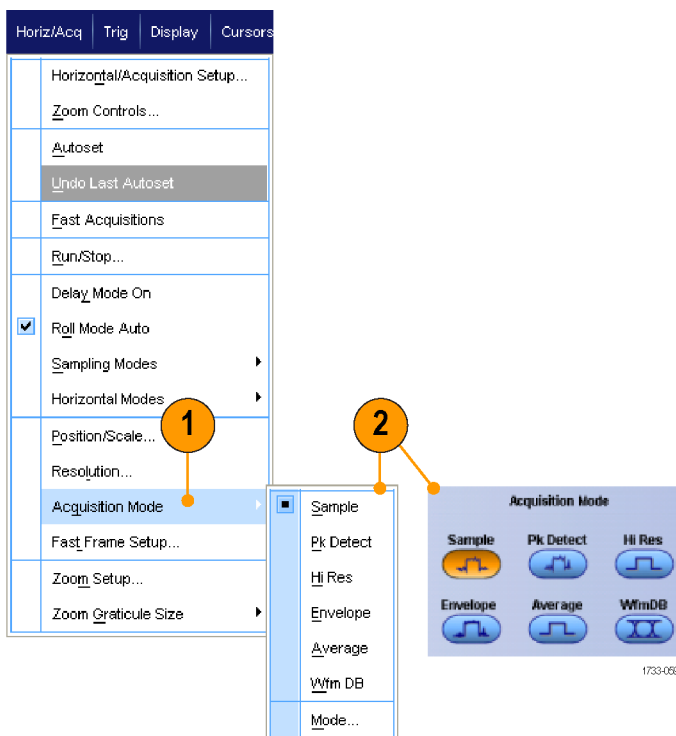 Horiz/Acq Trig Display Cursors
Horizontal/Acquisition Setup...
Zoom Controls...
Autoset
Undo Last Autoset
Fast Acquisitions
Run/Stop...
Delay Mode On
Roll Mode Auto
Sampling Modes
Horizontal Modes
Position/Scale...
Resolution...
Acquisition Mode
Fast Frame Setup...
Zoom Setup...
Zoom Graticule Size
1
2
Sample
Pk Detect
Hi Res
Envelope
Average
Wfm DB
Mode...
Acquisition Mode
Sample Pk Detect Hi Res
Envelope Average WfmDB